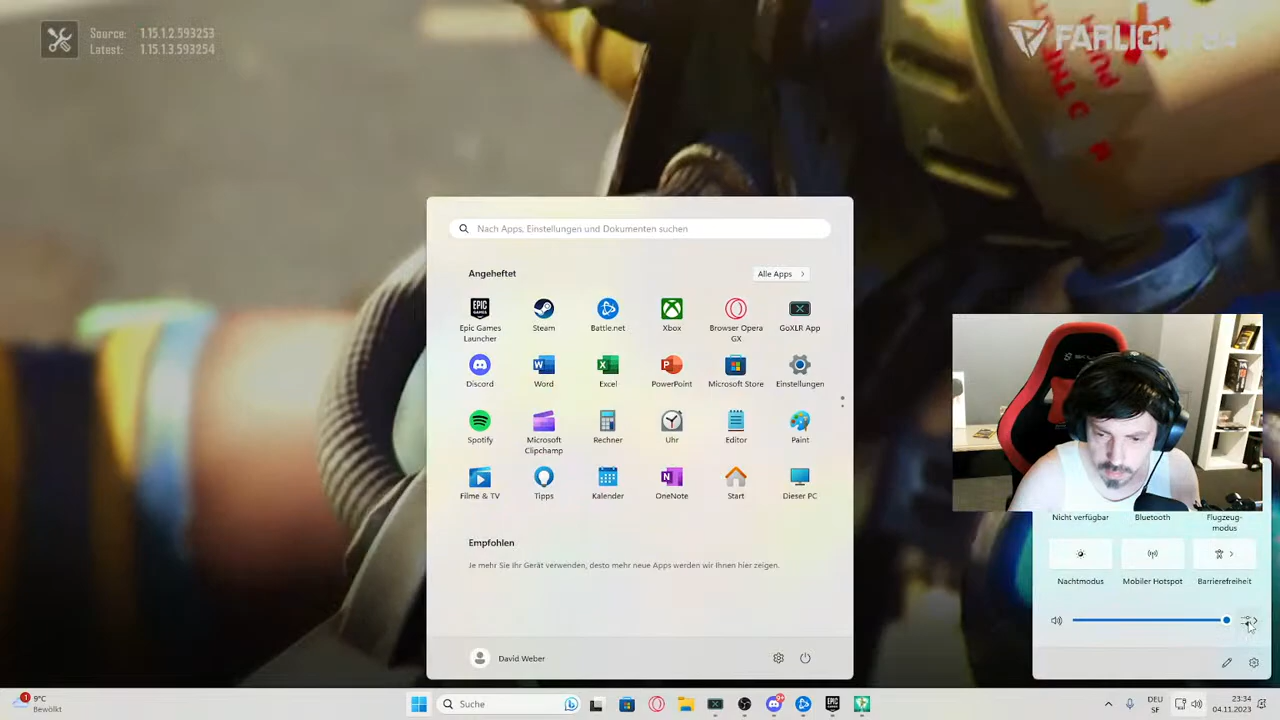 Source: 1.15.1.2.593253
Latest: 1.15.1.3.593254
FARLIGHT84
Nach Apps, Einstellungen und Dokumenten suchen
Angeheftet
Alle Apps
Epic Games Launcher
Steam
Battle.net
Xbox
Browser Opera GX
GoXLR App
Discord
Word
Excel
PowerPoint
Microsoft Store
Einstellungen
Spotify
Microsoft Clipchamp
Rechner
Uhr
Editor
Paint
Filme & TV
Tipps
Kalender
OneNote
Start
Dieser PC
Empfohlen
Je mehr Sie Ihr Gerät verwenden, desto mehr neue Apps werden wir Ihnen hier zeigen.
David Weber
Nicht verfügbar
Bluetooth
Flugzeug-
modus
Nachtmodus
Mobiler Hotspot
Barrierefreiheit
1
9°C
Bewölkt
Suche
DEU
SF
23:34
04.11.2023